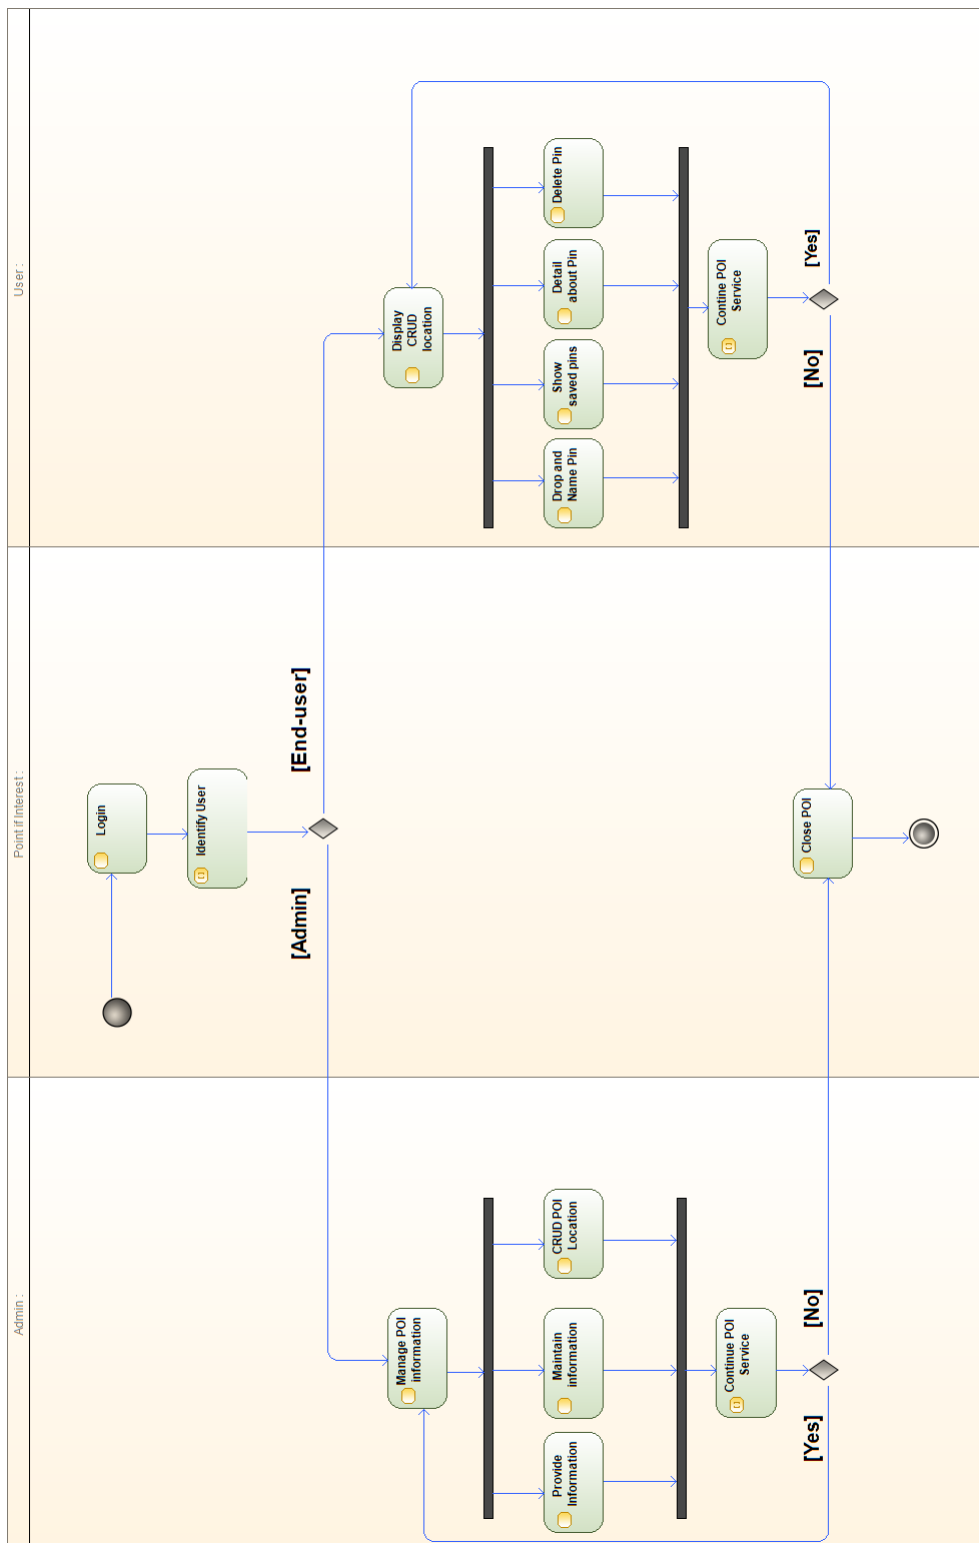 Admin :
Point if Interest :
User :
Login
Identify User
[Admin]
[End-user]
Manage POI
information
Display
CRUD
location
Provide
Information
Maintain
information
CRUD POI
Location
Drop and
Name Pin
Show
saved pins
Detail
about Pin
Delete Pin
Continue POI
Service
Contine POI
Service
[Yes]
[No]
[No]
[Yes]
Close POI